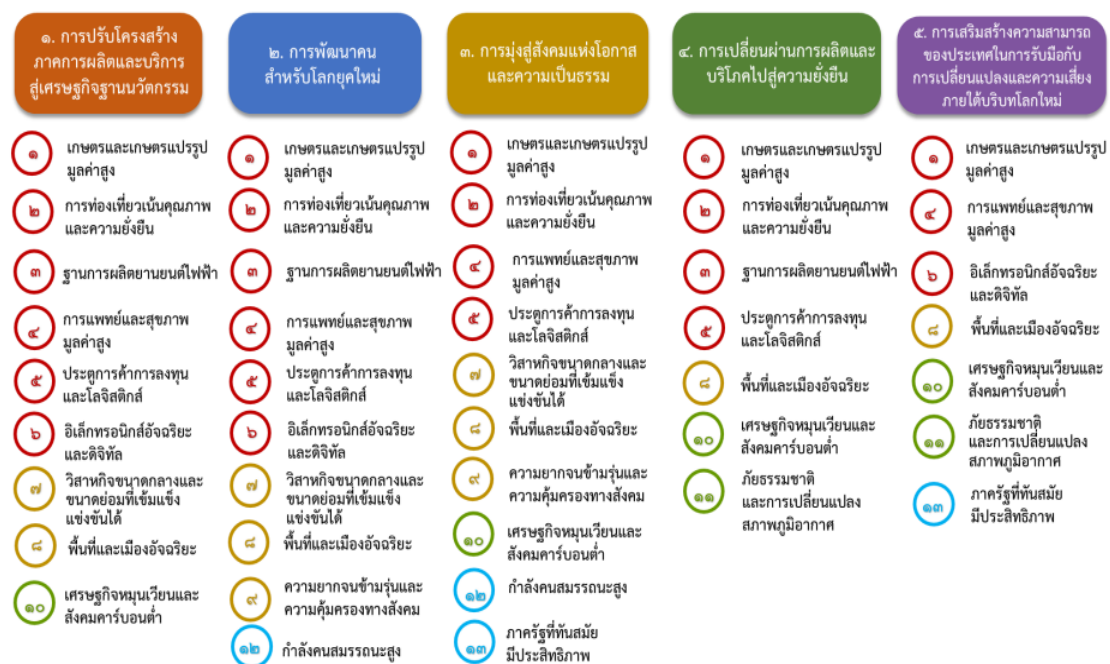 ๑. การปรับโครงสร้าง
ภาคการผลิตและบริการ
สู่เศรษฐกิจฐานนวัตกรรม
๑
เกษตรและเกษตรแปรรูป
มูลค่าสูง
๒
การท่องเที่ยวเน้นคุณภาพ
และความยั่งยืน
๓
ฐานการผลิตยานยนต์ไฟฟ้า
๔
การแพทย์และสุขภาพ
มูลค่าสูง
๕
ประตูการค้าการลงทุน
และโลจิสติกส์
๖
อิเล็กทรอนิกส์อัจฉริยะ
และดิจิทัล
๗
วิสาหกิจขนาดกลางและ
ขนาดย่อมที่เข้มแข็ง
แข่งขันได้
๘
พื้นที่และเมืองอัจฉริยะ
๑๐
เศรษฐกิจหมุนเวียนและ
สังคมคาร์บอนต่ำ
๒. การพัฒนาคน
สำหรับโลกยุคใหม่
๑
เกษตรและเกษตรแปรรูป
มูลค่าสูง
๒
การท่องเที่ยวเน้นคุณภาพ
และความยั่งยืน
๓
ฐานการผลิตยานยนต์ไฟฟ้า
๔
การแพทย์และสุขภาพ
มูลค่าสูง
๕
ประตูการค้าการลงทุน
และโลจิสติกส์
๖
อิเล็กทรอนิกส์อัจฉริยะ
และดิจิทัล
๗
วิสาหกิจขนาดกลางและ
ขนาดย่อมที่เข้มแข็ง
แข่งขันได้
๘
พื้นที่และเมืองอัจฉริยะ
๙
ความยากจนข้ามรุ่นและ
ความคุ้มครองทางสังคม
๑๒
กำลังคนสมรรถนะสูง
๓. การมุ่งสู่สังคมแห่งโอกาส
และความเป็นธรรม
๑
เกษตรและเกษตรแปรรูป
มูลค่าสูง
๒
การท่องเที่ยวเน้นคุณภาพ
และความยั่งยืน
๔
การแพทย์และสุขภาพ
มูลค่าสูง
๕
ประตูการค้าการลงทุน
และโลจิสติกส์
๗
วิสาหกิจขนาดกลางและ
ขนาดย่อมที่เข้มแข็ง
แข่งขันได้
๘
พื้นที่และเมืองอัจฉริยะ
๙
ความยากจนข้ามรุ่นและ
ความคุ้มครองทางสังคม
๑๐
เศรษฐกิจหมุนเวียนและ
สังคมคาร์บอนต่ำ
๑๒
กำลังคนสมรรถนะสูง
๑๓
ภาครัฐที่ทันสมัย
มีประสิทธิภาพ
๔. การเปลี่ยนผ่านการผลิตและ
บริโภคไปสู่ความยั่งยืน
๑
เกษตรและเกษตรแปรรูป
มูลค่าสูง
๒
การท่องเที่ยวเน้นคุณภาพ
และความยั่งยืน
๓
ฐานการผลิตยานยนต์ไฟฟ้า
๕
ประตูการค้าการลงทุน
และโลจิสติกส์
๘
พื้นที่และเมืองอัจฉริยะ
๑๐
เศรษฐกิจหมุนเวียนและ
สังคมคาร์บอนต่ำ
๑๑
ภัยธรรมชาติ
และการเปลี่ยนแปลง
สภาพภูมิอากาศ
๕. การเสริมสร้างความสามารถ
ของประเทศในการรับมือกับ
การเปลี่ยนแปลงและความเสี่ยง
ภายใต้บริบทโลกใหม่
๑
เกษตรและเกษตรแปรรูป
มูลค่าสูง
๔
การแพทย์และสุขภาพ
มูลค่าสูง
๖
อิเล็กทรอนิกส์อัจฉริยะ
และดิจิทัล
๘
พื้นที่และเมืองอัจฉริยะ
๑๐
เศรษฐกิจหมุนเวียนและ
สังคมคาร์บอนต่ำ
๑๑
ภัยธรรมชาติ
และการเปลี่ยนแปลง
สภาพภูมิอากาศ
๑๓
ภาครัฐที่ทันสมัย
มีประสิทธิภาพ